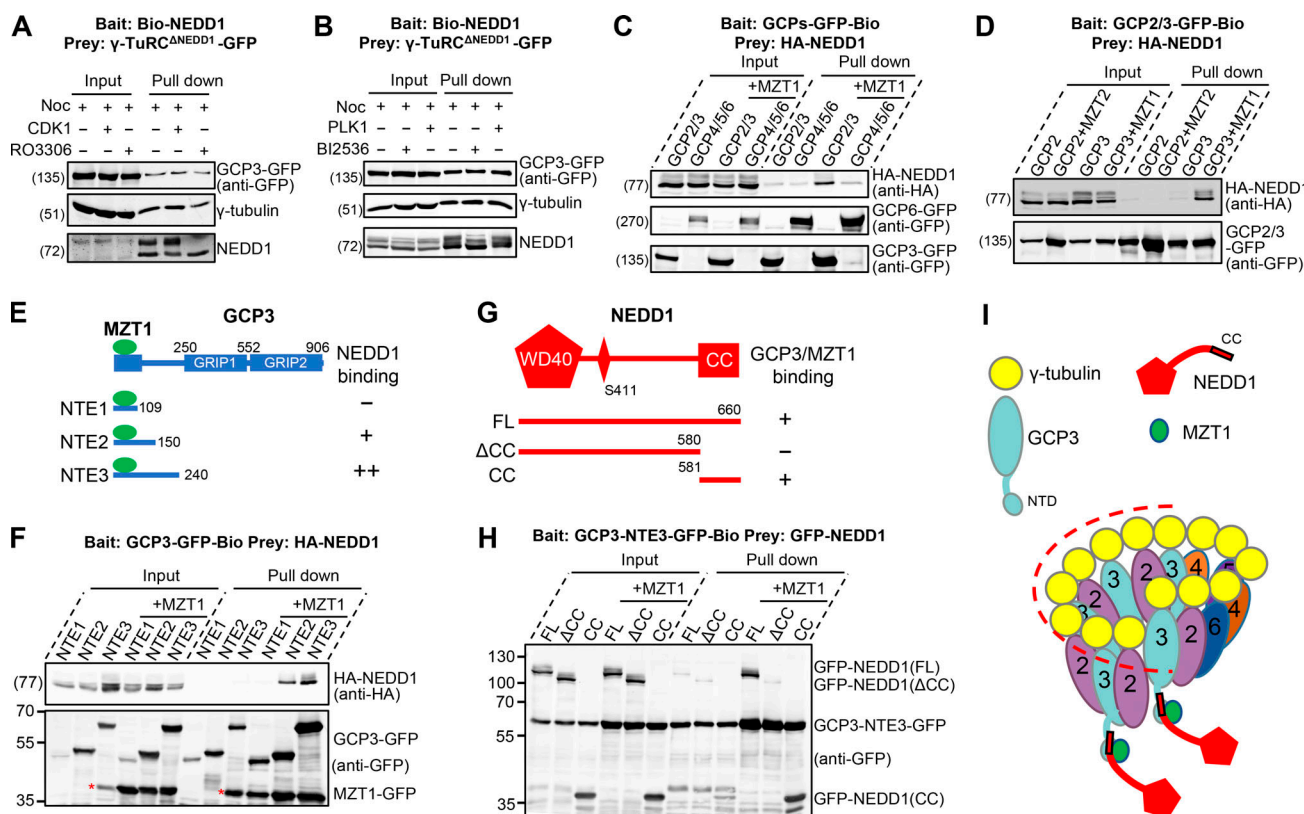 A
Bait: Bio-NEDD1
Prey: γ-TuRCΔNEDD1-GFP
Input Pull down
Noc + + + + + +
CDK1 – + – – + –
RO3306 – – + – – +
(135) GCP3-GFP
(anti-GFP)
(51) γ-tubulin
(72) NEDD1
B
Bait: Bio-NEDD1
Prey: γ-TuRCΔNEDD1-GFP
Input Pull down
Noc + + + + + +
PLK1 – – + – – +
BI2536 – + – – + –
(135) GCP3-GFP
(anti-GFP)
(51) γ-tubulin
(72) NEDD1
C
Bait: GCPs-GFP-Bio
Prey: HA-NEDD1
Input Pull down
+MZT1 +MZT1
GCP2/3 GCP4/5/6 GCP2/3 GCP4/5/6 GCP2/3 GCP4/5/6 GCP2/3 GCP4/5/6
(77) HA-NEDD1
(anti-HA)
(270) GCP6-GFP
(anti-GFP)
(135) GCP3-GFP
(anti-GFP)
D
Bait: GCP2/3-GFP-Bio
Prey: HA-NEDD1
Input Pull down
GCP2 GCP2+MZT2 GCP3 GCP3+MZT1 GCP2 GCP2+MZT2 GCP3 GCP3+MZT1
(77) HA-NEDD1
(anti-HA)
(135) GCP2/3
-GFP
(anti-GFP)
E
MZT1 GCP3
250 552 906
GRIP1 GRIP2
NEDD1
binding
NTE1 109 –
NTE2 150 +
NTE3 240 ++
F
Bait: GCP3-GFP-Bio Prey: HA-NEDD1
Input Pull down
+MZT1 +MZT1
NTE1 NTE2 NTE3 NTE1 NTE2 NTE3 NTE1 NTE2 NTE3 NTE1 NTE2 NTE3
(77) HA-NEDD1
(anti-HA)
70
GCP3-GFP
55
(anti-GFP)
* * MZT1-GFP
35
G
NEDD1
WD40 CC
S411
GCP3/MZT1
binding
FL 660 +
ΔCC 580 –
CC 581 +
H
Bait: GCP3-NTE3-GFP-Bio Prey: GFP-NEDD1
Input Pull down
+MZT1 +MZT1
FL ΔCC CC FL ΔCC CC FL ΔCC CC FL ΔCC CC
130
GFP-NEDD1(FL)
100
GFP-NEDD1(ΔCC)
70
GCP3-NTE3-GFP
55
(anti-GFP)
35 GFP-NEDD1(CC)
I
γ-tubulin
CC
NEDD1
GCP3
MZT1
NTD
2 3 4
3 2 4
2 3 2 6
2 3 2